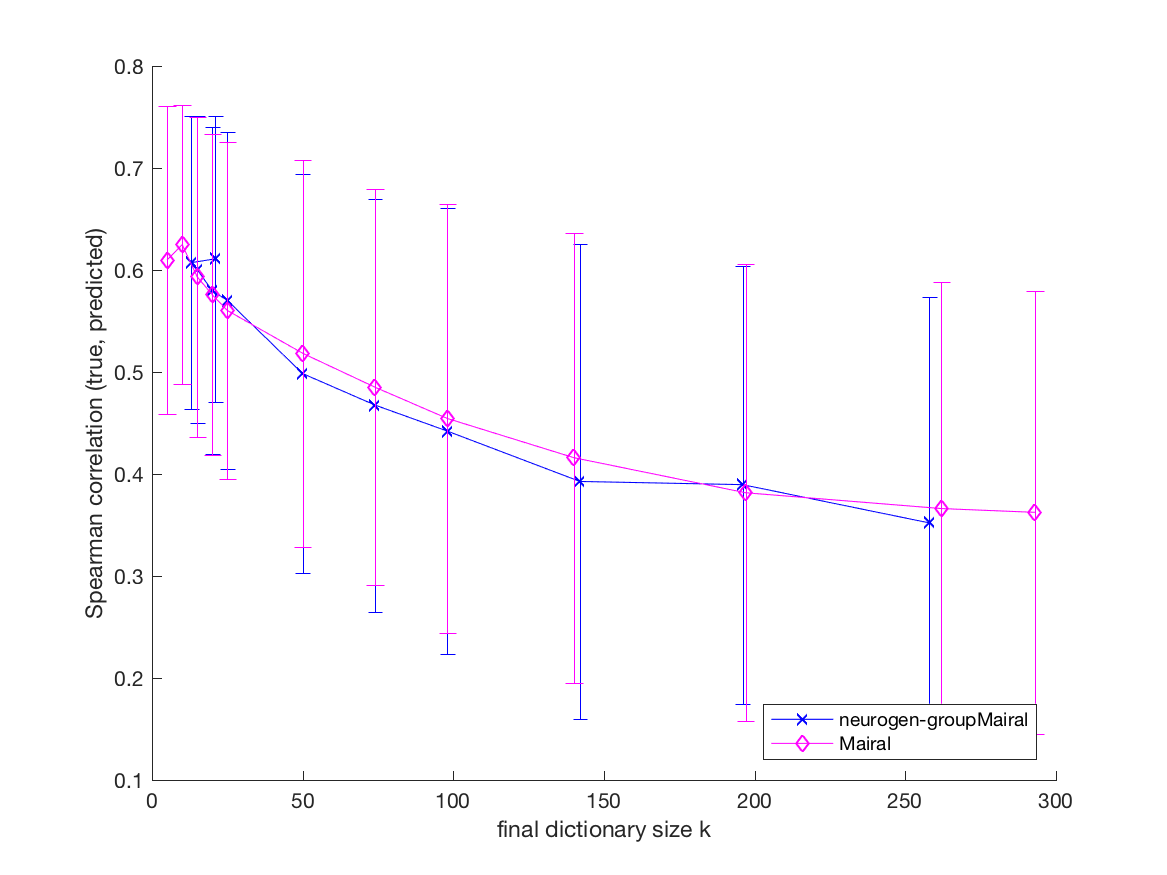 0.8
0.7
0.6
0.5
0.4
0.3
0.2
0.1
Spearman correlation (true, predicted)
neurogen-groupMairal
Mairal
0 50 100 150 200 250 300
final dictionary size k